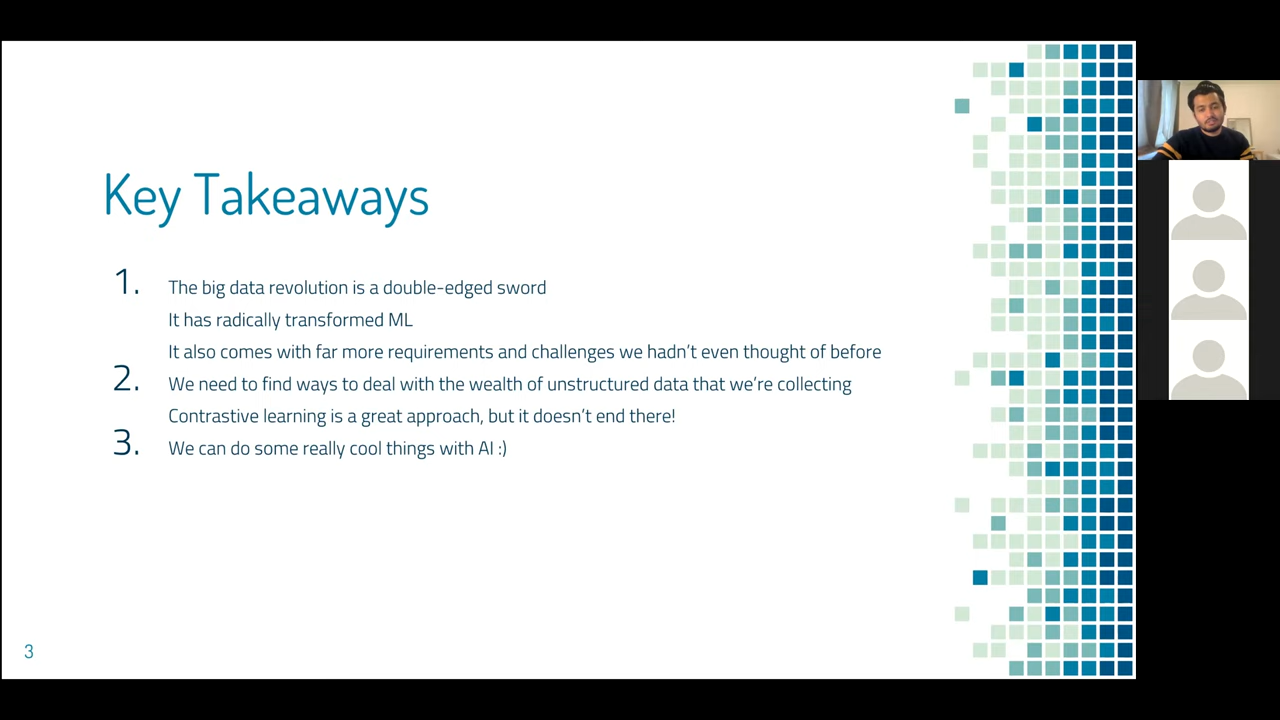 Key Takeaways
1. The big data revolution is a double-edged sword
It has radically transformed ML
It also comes with far more requirements and challenges we hadn't even thought of before
2. We need to find ways to deal with the wealth of unstructured data that we're collecting
Contrastive learning is a great approach, but it doesn't end there!
3. We can do some really cool things with AI :)
3